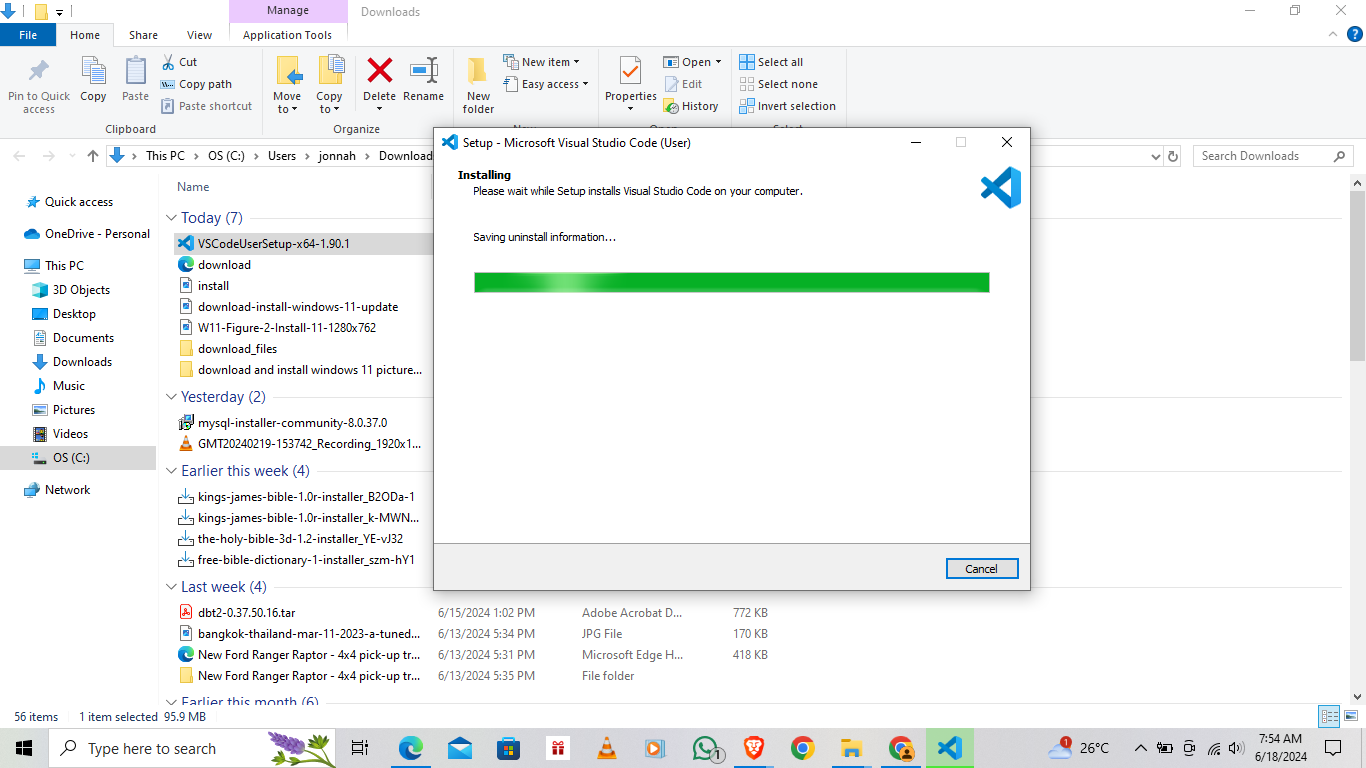 Manage
Downloads
File
Home
Share
View
Application Tools
Pin to Quick access
Copy
Paste
Cut
Copy path
Paste shortcut
Clipboard
Move to
Copy to
Delete
Rename
Organize
New folder
New item
Easy access
Properties
Open
Edit
History
Select all
Select none
Invert selection
This PC
OS (C:)
Users
jonnah
Download
Search Downloads
Quick access
OneDrive - Personal
This PC
3D Objects
Desktop
Documents
Downloads
Music
Pictures
Videos
OS (C:)
Network
Name
Today (7)
VSCodeUserSetup-x64-1.90.1
download
install
download-install-windows-11-update
W11-Figure-2-Install-11-1280x762
download_files
download and install windows 11 picture...
Yesterday (2)
mysql-installer-community-8.0.37.0
GMT20240219-153742_Recording_1920x1...
Earlier this week (4)
kings-james-bible-1.0r-installer_B2ODa-1
kings-james-bible-1.0r-installer_k-MWN...
the-holy-bible-3d-1.2-installer_YE-vJ32
free-bible-dictionary-1-installer_szm-hY1
Last week (4)
dbt2-0.37.50.16.tar 6/15/2024 1:02 PM Adobe Acrobat D... 772 KB
bangkok-thailand-mar-11-2023-a-tuned... 6/13/2024 5:34 PM JPG File 170 KB
New Ford Ranger Raptor - 4x4 pick-up tr... 6/13/2024 5:31 PM Microsoft Edge H... 418 KB
New Ford Ranger Raptor - 4x4 pick-up tr... 6/13/2024 5:35 PM File folder
Earlier this month (6)
Setup - Microsoft Visual Studio Code (User)
Installing
Please wait while Setup installs Visual Studio Code on your computer.
Saving uninstall information...
Cancel
56 items
1 item selected 95.9 MB
Type here to search
1
1
26°C
7:54 AM
6/18/2024